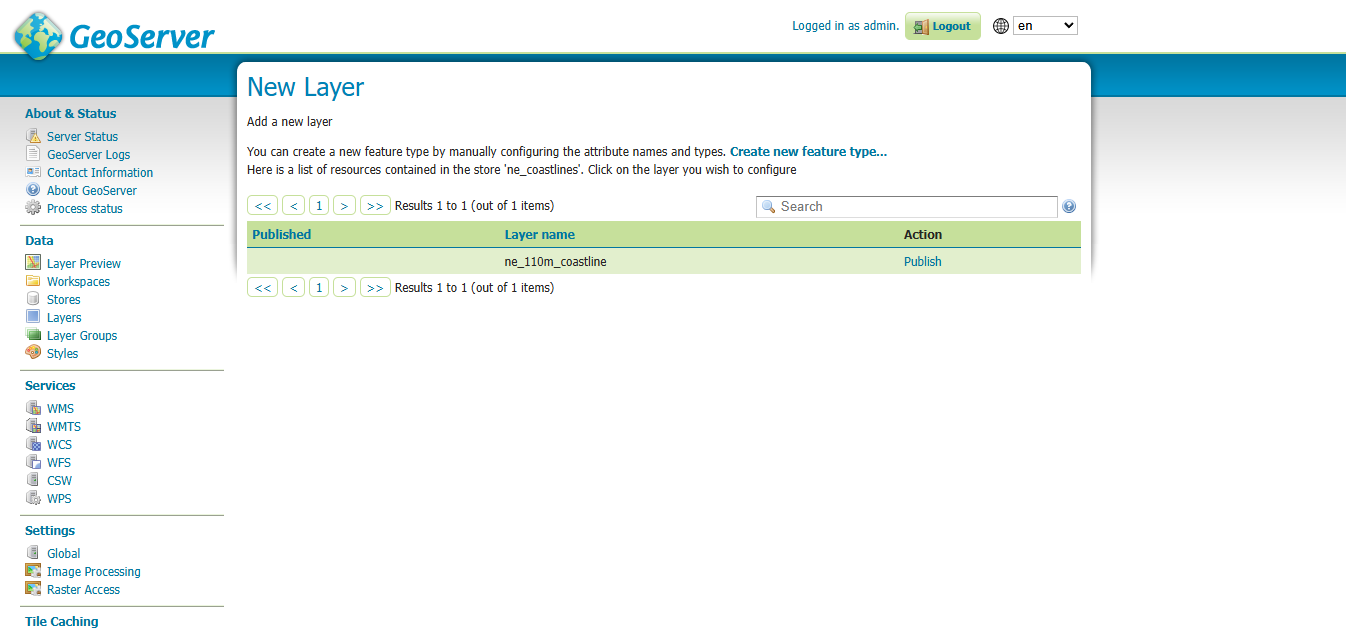 GeoServer
Logged in as admin. Logout en
New Layer
Add a new layer
You can create a new feature type by manually configuring the attribute names and types. Create new feature type...
Here is a list of resources contained in the store 'ne_coastlines'. Click on the layer you wish to configure
<< < 1 > >> Results 1 to 1 (out of 1 items) Search
Published Layer name Action
ne_110m_coastline Publish
<< < 1 > >> Results 1 to 1 (out of 1 items)
About & Status
Server Status
GeoServer Logs
Contact Information
About GeoServer
Process status
Data
Layer Preview
Workspaces
Stores
Layers
Layer Groups
Styles
Services
WMS
WMTS
WCS
WFS
CSW
WPS
Settings
Global
Image Processing
Raster Access
Tile Caching